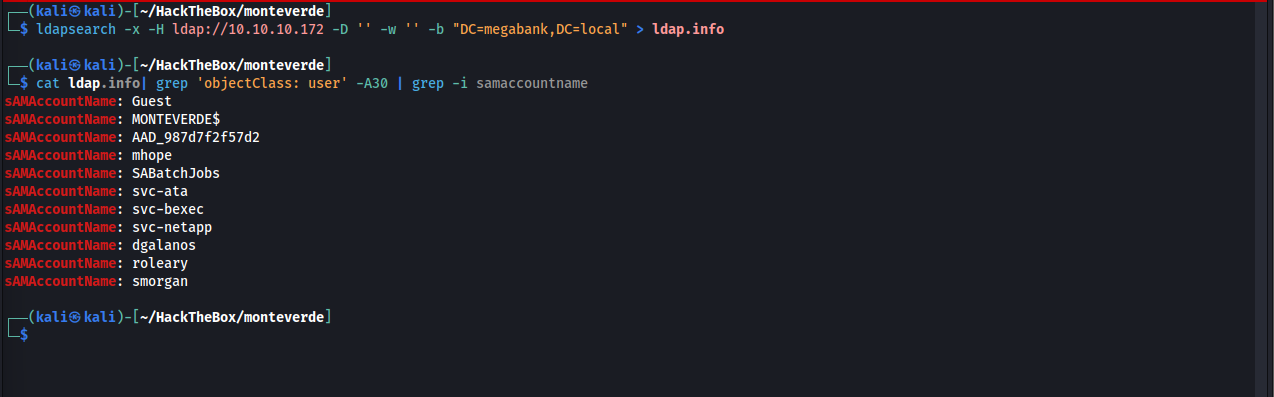 ┌──(kali㉿kali)-[~/HackTheBox/monteverde]
└─$ ldapsearch -x -H ldap://10.10.10.172 -D '' -w '' -b "DC=megabank,DC=local" > ldap.info
┌──(kali㉿kali)-[~/HackTheBox/monteverde]
└─$ cat ldap.info| grep 'objectClass: user' -A30 | grep -i samaccountname
sAMAccountName: Guest
sAMAccountName: MONTEVERDE$
sAMAccountName: AAD_987d7f2f57d2
sAMAccountName: mhope
sAMAccountName: SABatchJobs
sAMAccountName: svc-ata
sAMAccountName: svc-bexec
sAMAccountName: svc-netapp
sAMAccountName: dgalanos
sAMAccountName: roleary
sAMAccountName: smorgan
┌──(kali㉿kali)-[~/HackTheBox/monteverde]
└─$